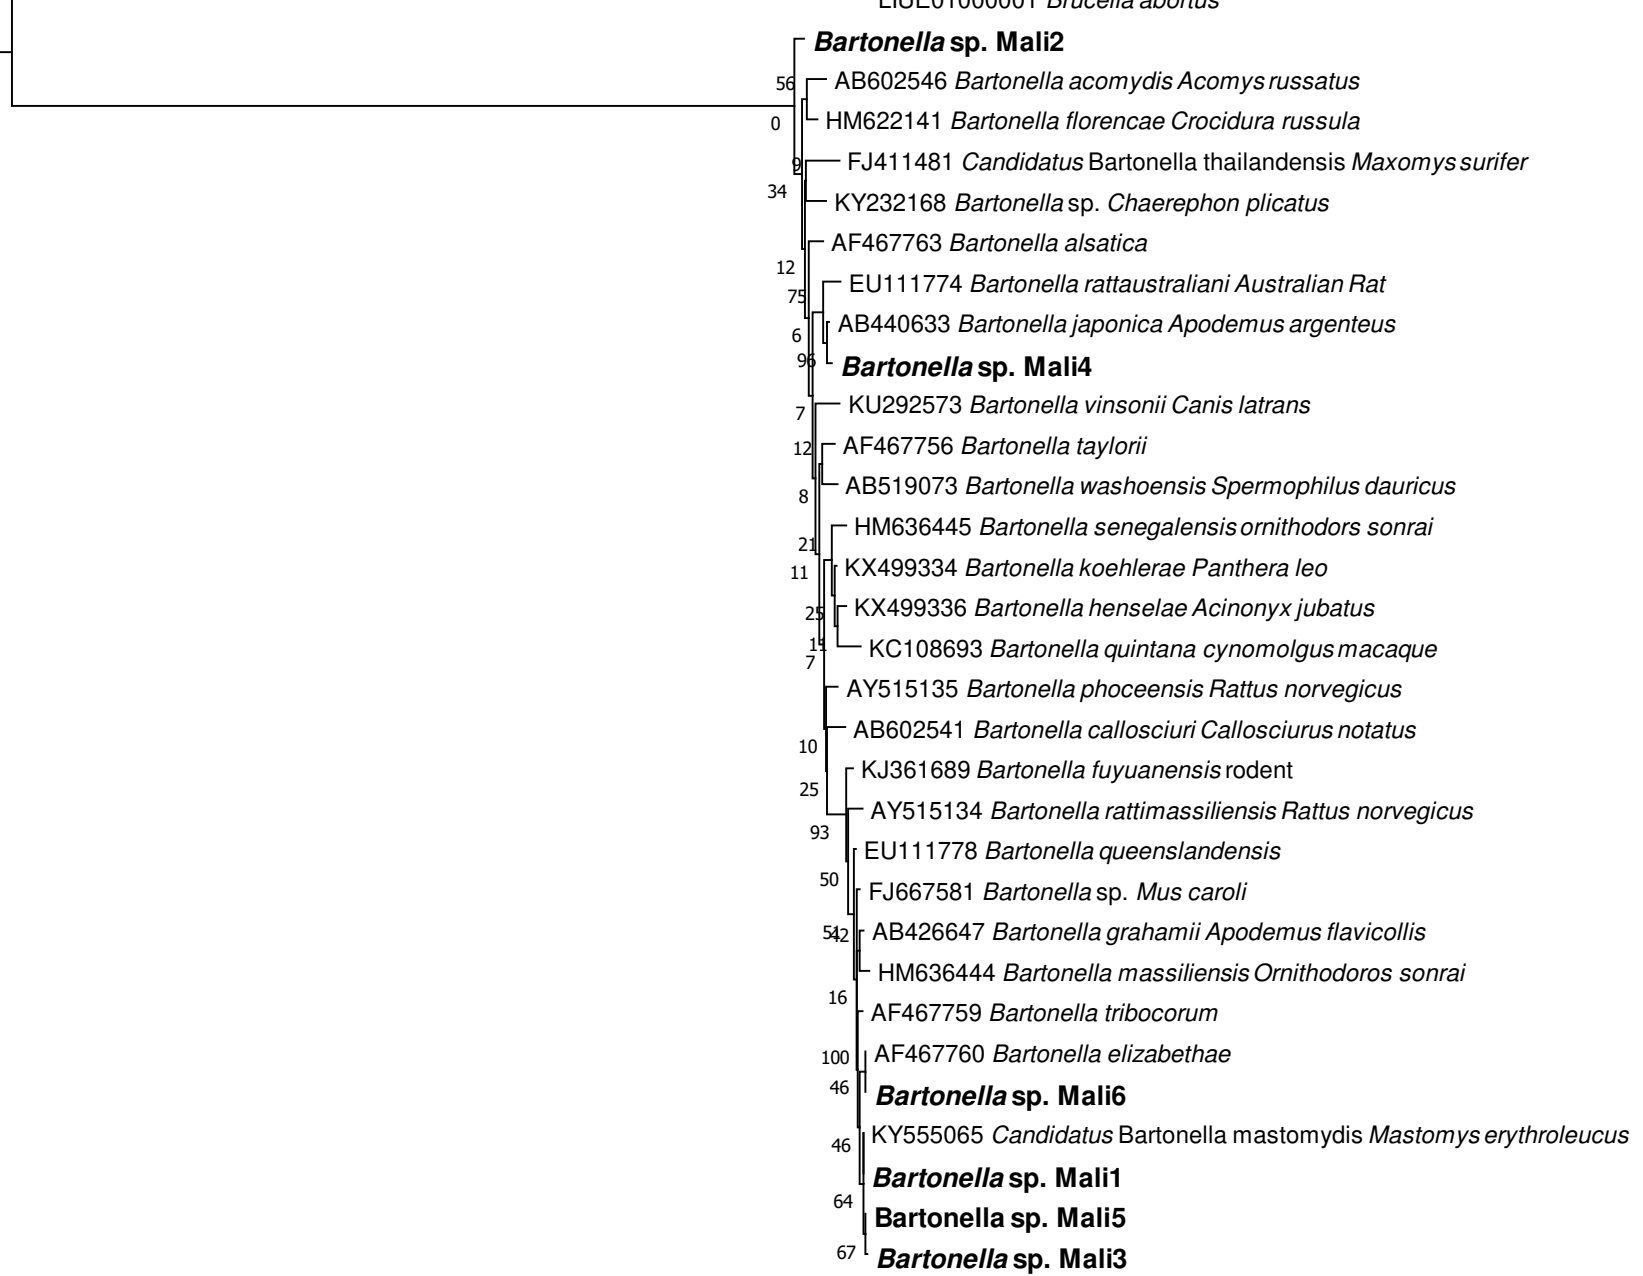 LIUE01000001 Brucella abortus
Bartonella sp. Mali2
56
AB602546 Bartonella acomydis Acomys russatus
0
HM622141 Bartonella florencae Crocidura russula
9
FJ411481 Candidatus Bartonella thailandensis Maxomys surifer
34
KY232168 Bartonella sp. Chaerephon plicatus
AF467763 Bartonella alsatica
12
EU111774 Bartonella rattaustraliani Australian Rat
75
AB440633 Bartonella japonica Apodemus argenteus
6
96
Bartonella sp. Mali4
KU292573 Bartonella vinsonii Canis latrans
7
12
AF467756 Bartonella taylorii
AB519073 Bartonella washoensis Spermophilus dauricus
8
HM636445 Bartonella senegalensis ornithodors sonrai
21
11
KX499334 Bartonella koehlerae Panthera leo
25
KX499336 Bartonella henselae Acinonyx jubatus
11
KC108693 Bartonella quintana cynomolgus macaque
7
AY515135 Bartonella phoceensis Rattus norvegicus
AB602541 Bartonella callosciuri Callosciurus notatus
10
KJ361689 Bartonella fuyuanensis rodent
25
AY515134 Bartonella rattimassiliensis Rattus norvegicus
93
EU111778 Bartonella queenslandensis
50
FJ667581 Bartonella sp. Mus caroli
51
42
AB426647 Bartonella grahamii Apodemus flavicollis
HM636444 Bartonella massiliensis Ornithodoros sonrai
16
AF467759 Bartonella tribocorum
100
AF467760 Bartonella elizabethae
46
Bartonella sp. Mali6
46
KY555065 Candidatus Bartonella mastomydis Mastomys erythroleucus
Bartonella sp. Mali1
64
Bartonella sp. Mali5
67
Bartonella sp. Mali3